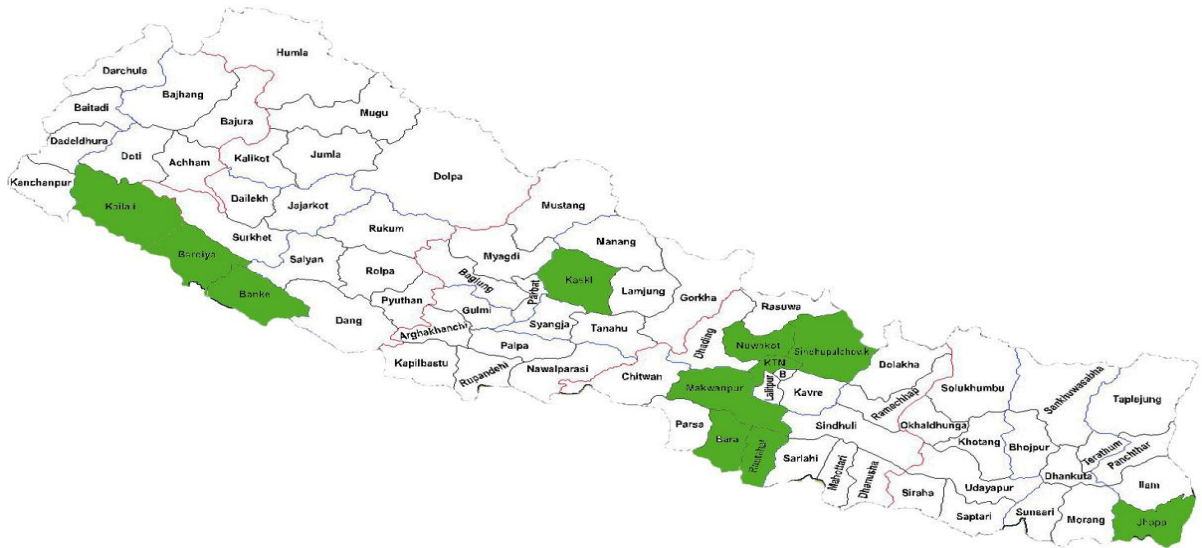 Humla
Darchula
Bajhang
Baitadi
Mugu
Bajura
Dadeldhura
Doti
Achham
Kalikot
Jumla
Dolpa
Kanchanpur
Dailekh
Jajarkot
Mustang
Kailali
Rukum
Surkhet
Manang
Bardiya
Salyan
Myagdi
Rolpa
Baglung
Kaski
Parbat
Banke
Lamjung
Gorkha
Rasuwa
Pyuthan
Gulmi
Dang
Syangja
Tanahu
Arghakhanchi
Dhading
Nuwakot
Sindhupalchowk
Palpa
Kapilbastu
KTN
Dolakha
Rupandehi
Nawalparasi
Chitwan
B
Makwanpur
Lalitpur
Kavre
Solukhumbu
Sankhuwasabha
Ramechhap
Taplejung
Parsa
Sindhuli
Okhaldhunga
Bara
Khotang
Bhojpur
Terathum
Panchthar
Rautahat
Sarlahi
Mahottari
Dhanusha
Dhankuta
Udayapur
Ilam
Siraha
Saptari
Sunsari
Morang
Jhapa